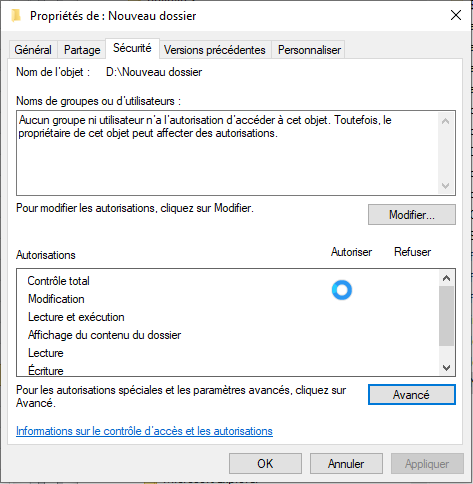 Propriétés de : Nouveau dossier
Général Partage Sécurité Versions précédentes Personnaliser
Nom de l'objet : D:\Nouveau dossier
Noms de groupes ou d'utilisateurs :
Aucun groupe ni utilisateur n'a l'autorisation d'accéder à cet objet. Toutefois, le
propriétaire de cet objet peut affecter des autorisations.
Pour modifier les autorisations, cliquez sur Modifier.
Modifier...
Autorisations Autoriser Refuser
Contrôle total
Modification
Lecture et exécution
Affichage du contenu du dossier
Lecture
Écriture
Pour les autorisations spéciales et les paramètres avancés, cliquez sur
Avancé.
Avancé
Informations sur le contrôle d'accès et les autorisations
OK Annuler Appliquer